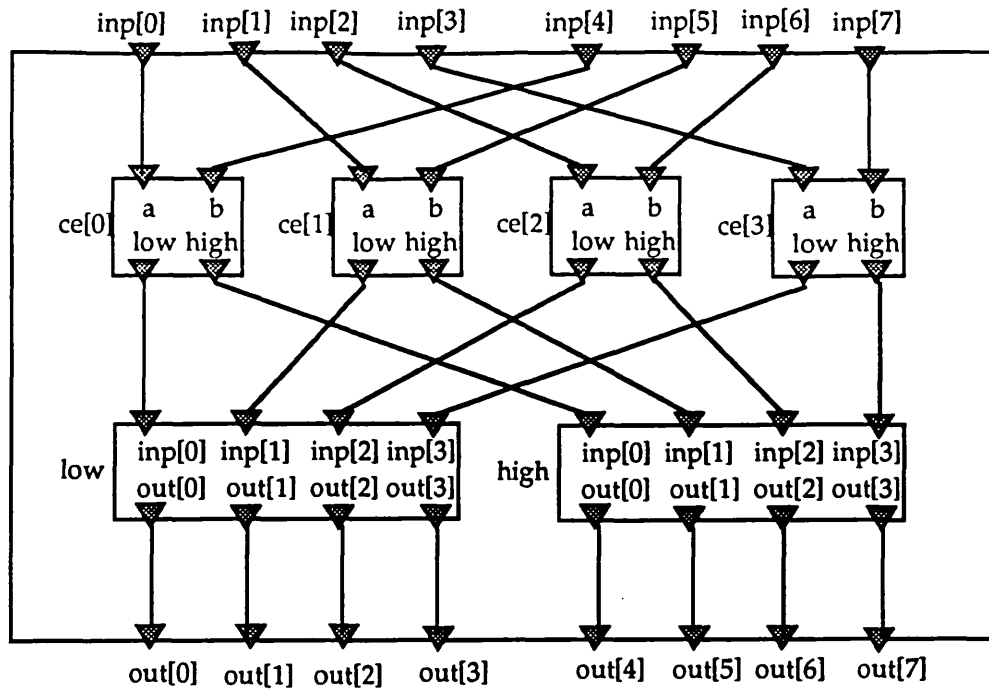 inp[0] inp[1] inp[2] inp[3] inp[4] inp[5] inp[6] inp[7]
a b a b a b a b
ce[0] ce[1] ce[2] ce[3]
low high low high low high low high
inp[0] inp[1] inp[2] inp[3] inp[0] inp[1] inp[2] inp[3]
low high
out[0] out[1] out[2] out[3] out[0] out[1] out[2] out[3]
out[0] out[1] out[2] out[3] out[4] out[5] out[6] out[7]